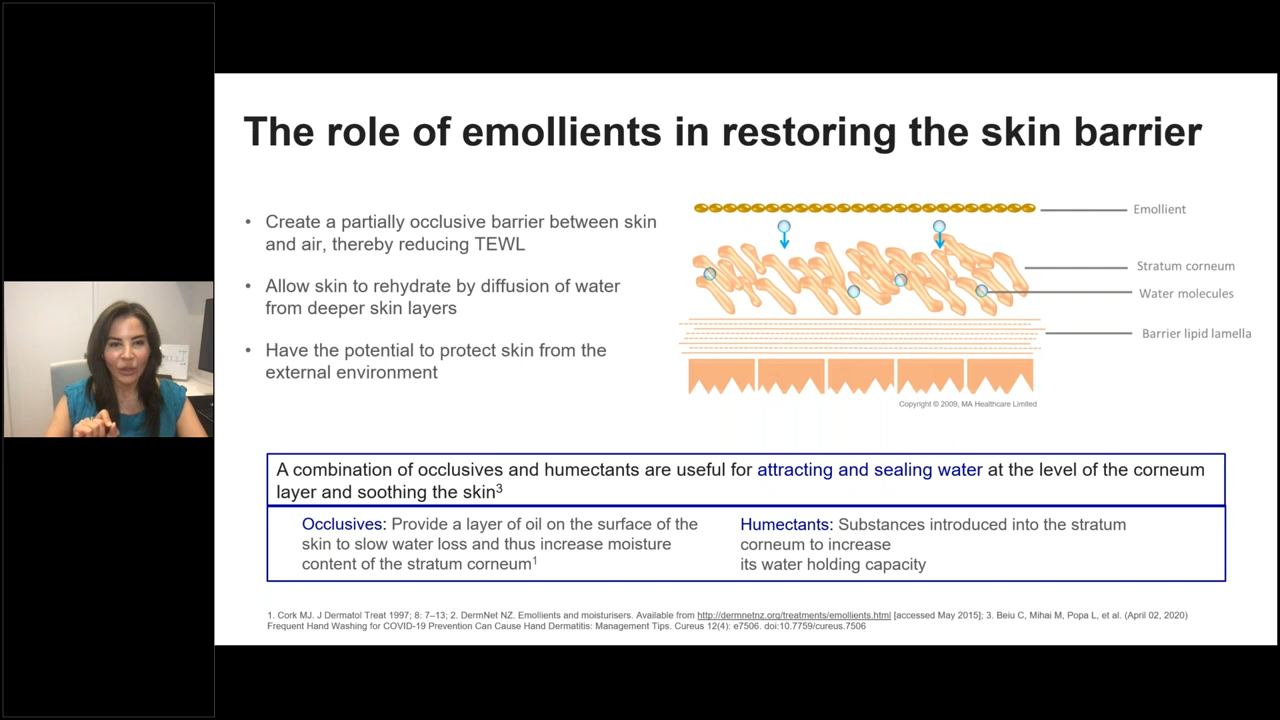 The role of emollients in restoring the skin barrier
• Create a partially occlusive barrier between skin
and air, thereby reducing TEWL
• Allow skin to rehydrate by diffusion of water
from deeper skin layers
• Have the potential to protect skin from the
external environment
Emollient
Stratum corneum
Water molecules
Barrier lipid lamella
Copyright © 2009, MA Healthcare Limited
A combination of occlusives and humectants are useful for attracting and sealing water at the level of the corneum
layer and soothing the skin3
Occlusives: Provide a layer of oil on the surface of the
skin to slow water loss and thus increase moisture
content of the stratum corneum1
Humectants: Substances introduced into the stratum
corneum to increase
its water holding capacity
1. Cork MJ. J Dermatol Treat 1997; 8: 7–13; 2. DermNet NZ. Emollients and moisturisers. Available from http://dermnetnz.org/treatments/emollients.html [accessed May 2015]; 3. Beiu C, Mihai M, Popa L, et al. (April 02, 2020)
Frequent Hand Washing for COVID-19 Prevention Can Cause Hand Dermatitis: Management Tips. Cureus 12(4): e7506. doi:10.7759/cureus.7506